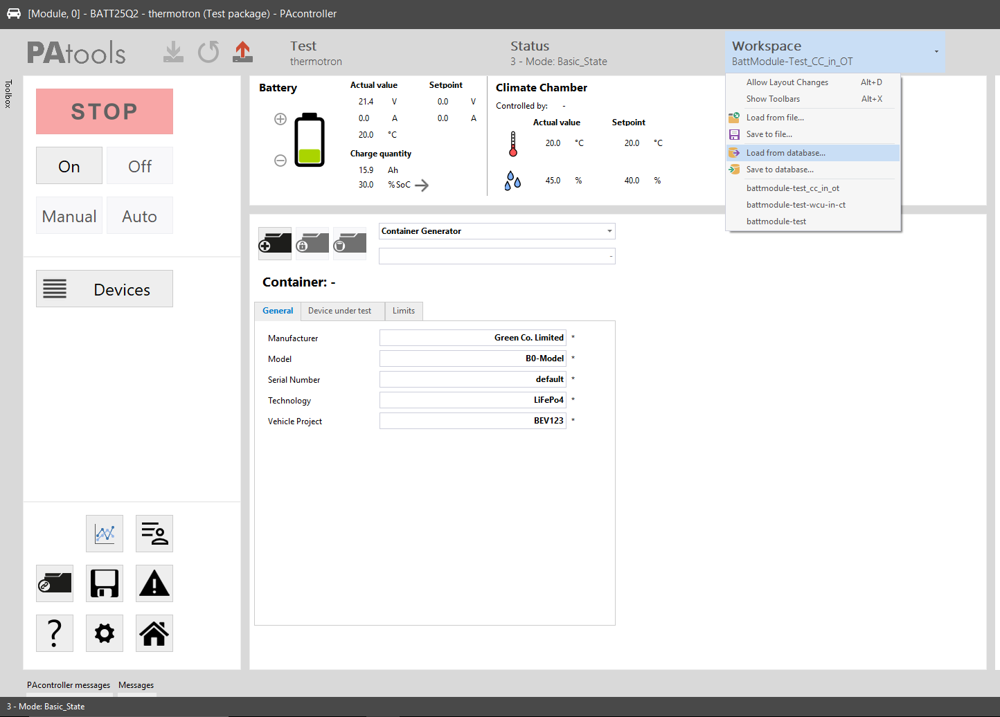 [Module, 0] - BATT25Q2 - thermotron (Test package) - PAcontroller
PAtools
Test
thermotron
Status
3 - Mode: Basic_State
Workspace
BattModule-Test_CC_in_OT
Toolbox
STOP
On
Off
Manual
Auto
Devices
Battery
Actual value
Setpoint
21.4 V
0.0 V
0.0 A
0.0 A
20.0 °C
Charge quantity
15.9 Ah
30.0 %SoC
Climate Chamber
Controlled by: -
Actual value
Setpoint
20.0 °C
20.0 °C
45.0 %
40.0 %
Allow Layout Changes Alt+D
Show Toolbars Alt+X
Load from file...
Save to file...
Load from database...
Save to database...
battmodule-test_cc_in_ot
battmodule-test-wcu-in-ct
battmodule-test
Container Generator
-
Container: -
General
Device under test
Limits
Manufacturer Green Co. Limited *
Model B0-Model *
Serial Number default *
Technology LiFePo4 *
Vehicle Project BEV123 *
PAcontroller messages
Messages
3 - Mode: Basic_State